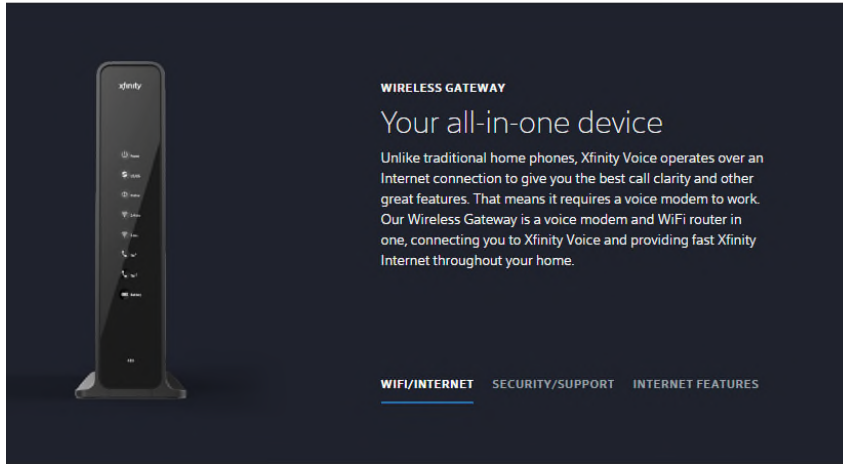 xfinity
WIRELESS GATEWAY
Your all-in-one device
Unlike traditional home phones, Xfinity Voice operates over an
Internet connection to give you the best call clarity and other
great features. That means it requires a voice modem to work.
Our Wireless Gateway is a voice modem and WiFi router in
one, connecting you to Xfinity Voice and providing fast Xfinity
Internet throughout your home.
WIFI/INTERNET SECURITY/SUPPORT INTERNET FEATURES